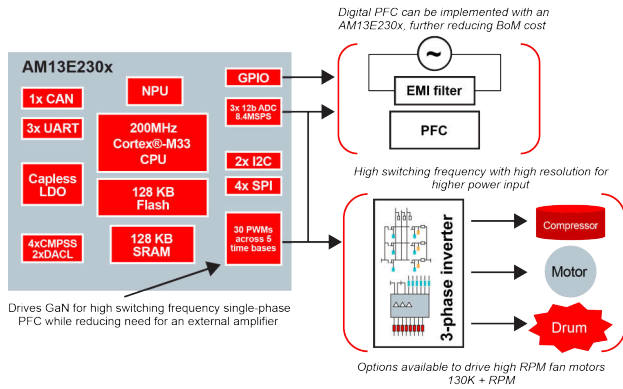 Digital PFC can be implemented with an
AM13E230x, further reducing BoM cost
AM13E230x
1x CAN
3x UART
Capless
LDO
4xCMPSS
2xDACL
NPU
200MHz
Cortex®-M33
CPU
128 KB
Flash
128 KB
SRAM
GPIO
3x 12b ADC
8.4MSPS
2x I2C
4x SPI
30 PWMs
across 5
time bases
~
EMI filter
PFC
High switching frequency with high resolution for
higher power input
3-phase inverter
Compressor
Motor
Drum
Drives GaN for high switching frequency single-phase
PFC while reducing need for an external amplifier
Options available to drive high RPM fan motors
130K + RPM